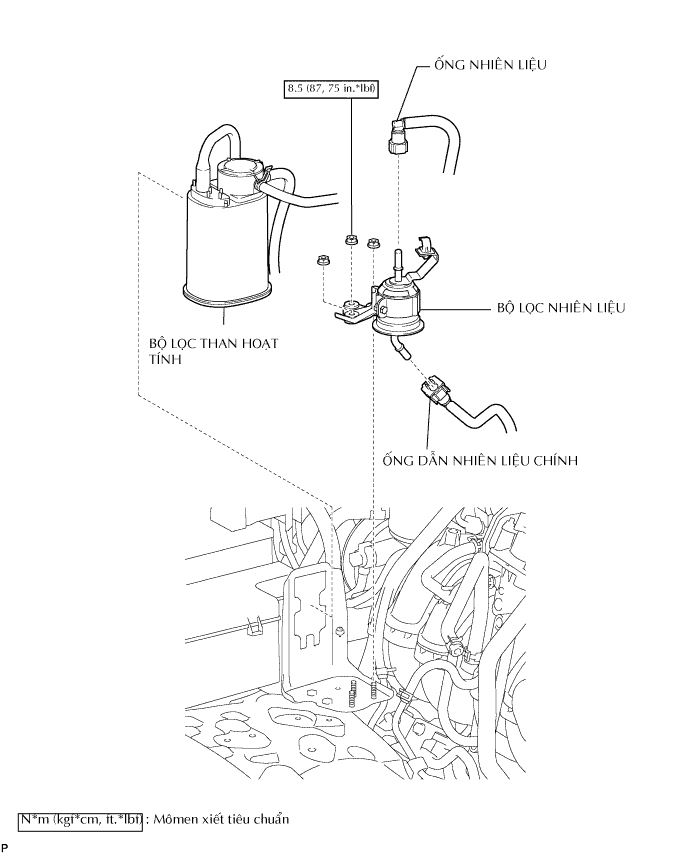 ỐNG NHIÊN LIỆU
8.5 (87, 75 in.*lbf)
BỘ LỌC NHIÊN LIỆU
BỘ LỌC THAN HOẠT
TÍNH
ỐNG DẪN NHIÊN LIỆU CHÍNH
N*m (kgf*cm, ft.*lbf) : Mômen xiết tiêu chuẩn
P